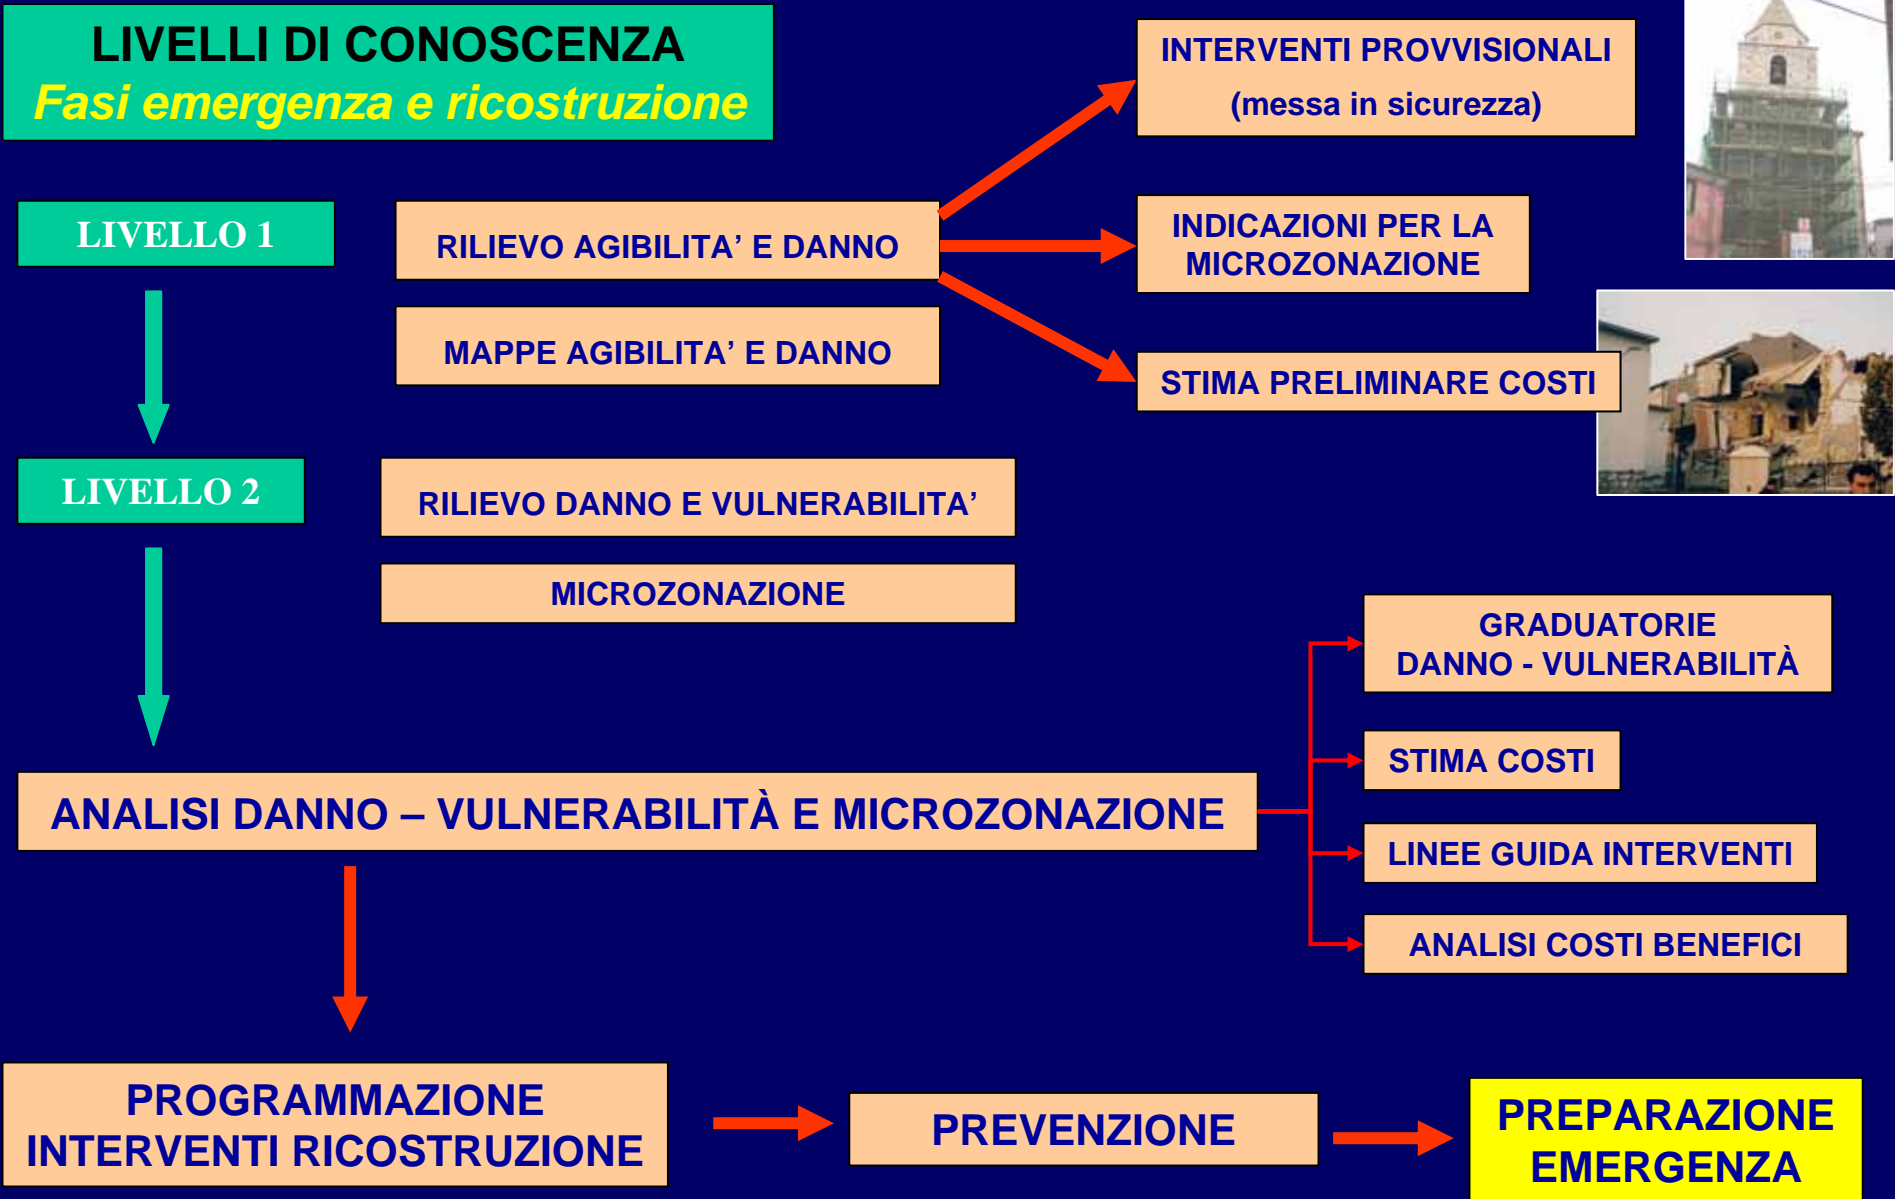 LIVELLI DI CONOSCENZA
Fasi emergenza e ricostruzione
INTERVENTI PROVVISIONALI
(messa in sicurezza)
LIVELLO 1
RILIEVO AGIBILITA’ E DANNO
INDICAZIONI PER LA
MICROZONAZIONE
MAPPE AGIBILITA’ E DANNO
STIMA PRELIMINARE COSTI
LIVELLO 2
RILIEVO DANNO E VULNERABILITA’
MICROZONAZIONE
GRADUATORIE
DANNO - VULNERABILITÀ
STIMA COSTI
ANALISI DANNO – VULNERABILITÀ E MICROZONAZIONE
LINEE GUIDA INTERVENTI
ANALISI COSTI BENEFICI
PROGRAMMAZIONE
INTERVENTI RICOSTRUZIONE
PREVENZIONE
PREPARAZIONE
EMERGENZA